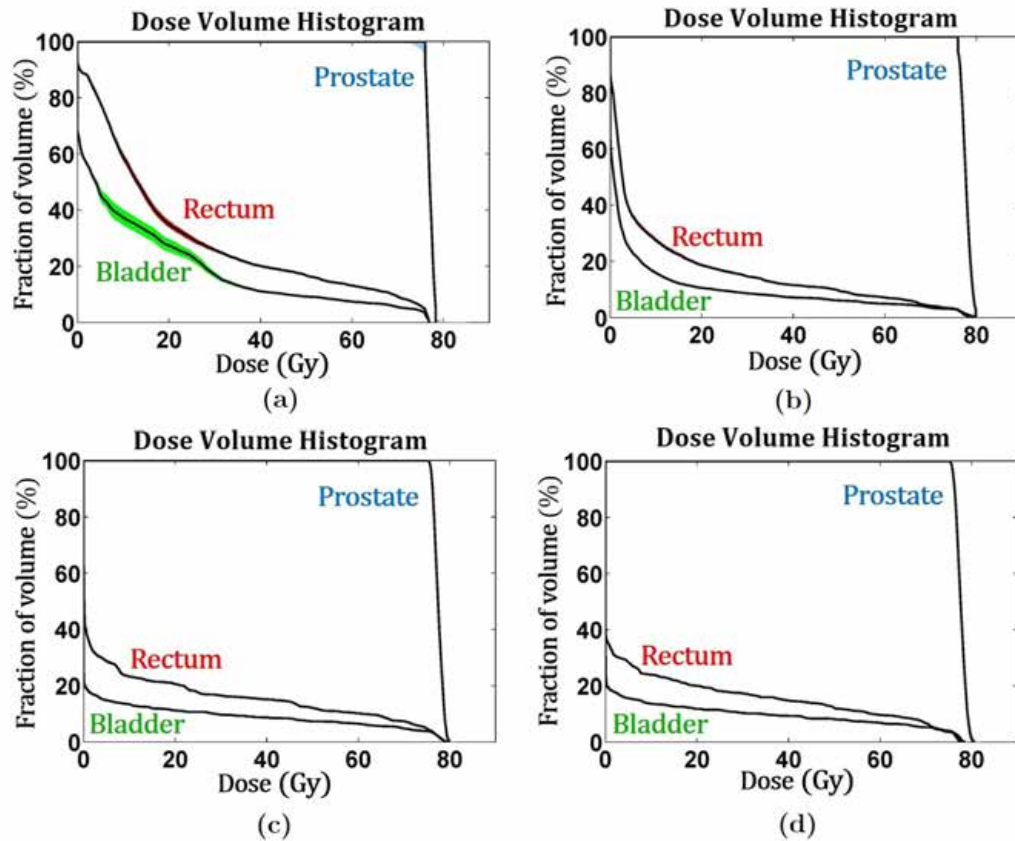 Dose Volume Histogram
Fraction of volume (%)
100
80
60
40
20
0
Prostate
Rectum
Bladder
0 20 40 60 80
Dose (Gy)
(a)
Dose Volume Histogram
Fraction of volume (%)
100
80
60
40
20
0
Prostate
Rectum
Bladder
0 20 40 60 80
Dose (Gy)
(b)
Dose Volume Histogram
Fraction of volume (%)
100
80
60
40
20
0
Prostate
Rectum
Bladder
0 20 40 60 80
Dose (Gy)
(c)
Dose Volume Histogram
Fraction of volume (%)
100
80
60
40
20
0
Prostate
Rectum
Bladder
0 20 40 60 80
Dose (Gy)
(d)